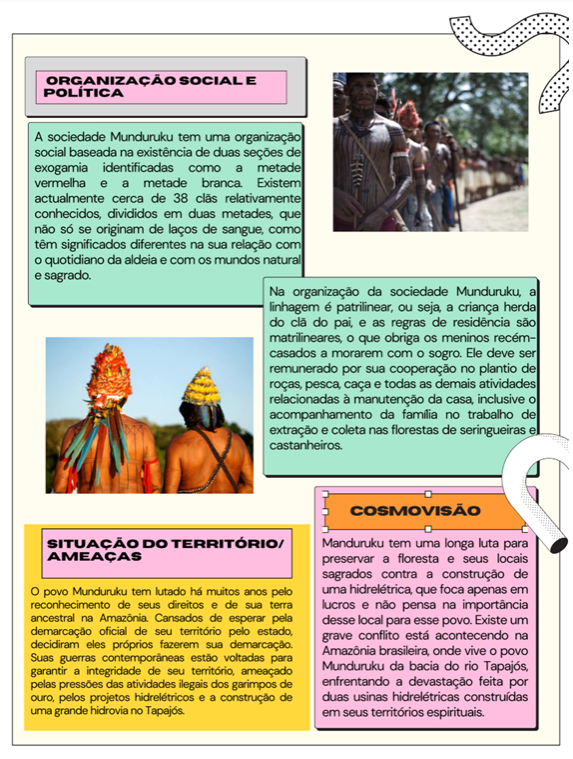 ORGANIZAÇÃO SOCIAL E
POLÍTICA
A sociedade Munduruku tem uma organização
social baseada na existência de duas seções de
exogamia identificadas como a metade
vermelha e a metade branca. Existem
actualmente cerca de 38 clãs relativamente
conhecidos, divididos em duas metades, que
não só se originam de laços de sangue, como
têm significados diferentes na sua relação com
o quotidiano da aldeia e com os mundos natural
e sagrado.
Na organização da sociedade Munduruku, a
linhagem é patrilinear, ou seja, a criança herda
do clã do pai, e as regras de residência são
matrilineares, o que obriga os meninos recém-
casados a morarem com o sogro. Ele deve ser
remunerado por sua cooperação no plantio de
roças, pesca, caça e todas as demais atividades
relacionadas à manutenção da casa, inclusive o
acompanhamento da família no trabalho de
extração e coleta nas florestas de seringueiras e
castanheiros.
SITUAÇÃO DO TERRITÓRIO/
AMEAÇAS
O povo Munduruku tem lutado há muitos anos pelo
reconhecimento de seus direitos e de sua terra
ancestral na Amazônia. Cansados de esperar pela
demarcação oficial de seu território pelo estado,
decidiram eles próprios fazerem sua demarcação.
Suas guerras contemporâneas estão voltadas para
garantir a integridade de seu território, ameaçado
pelas pressões das atividades ilegais dos garimpos de
ouro, pelos projetos hidrelétricos e a construção de
uma grande hidrovia no Tapajós.
COSMOVISÃO
Manduruku tem uma longa luta para
preservar a floresta e seus locais
sagrados contra a construção de
uma hidrelétrica, que foca apenas em
lucros e não pensa na importância
desse local para esse povo. Existe um
grave conflito está acontecendo na
Amazônia brasileira, onde vive o povo
Munduruku da bacia do rio Tapajós,
enfrentando a devastação feita por
duas usinas hidrelétricas construídas
em seus territórios espirituais.